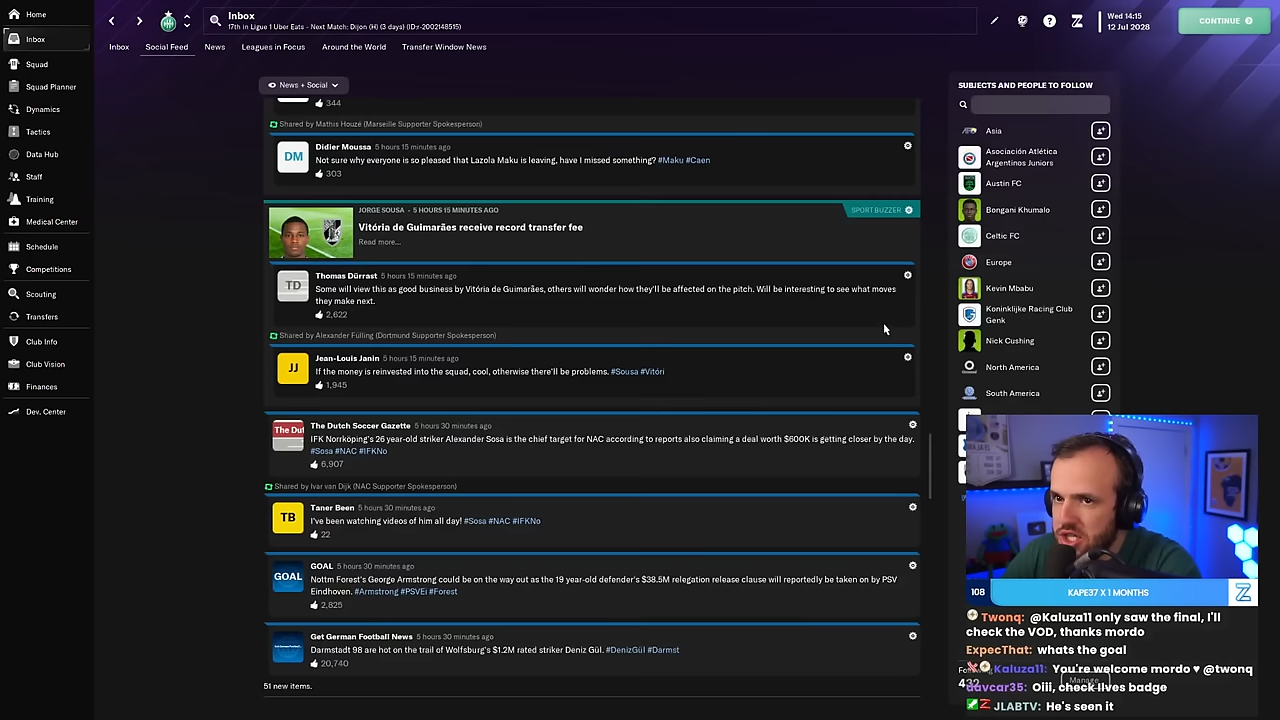 Home
Inbox
Squad
Squad Planner
Dynamics
Tactics
Data Hub
Staff
Training
Medical Center
Schedule
Competitions
Scouting
Transfers
Club Info
Club Vision
Finances
Dev. Center
Inbox
17th in Ligue 1 Uber Eats - Next Match: Dijon (H) (3 days) (ID:r-2002148515)
Wed 14:15
12 Jul 2028
CONTINUE
Inbox
Social Feed
News
Leagues in Focus
Around the World
Transfer Window News
News + Social
344
Shared by Mathis Houzé (Marseille Supporter Spokesperson)
DM
Didier Moussa 5 hours 15 minutes ago
Not sure why everyone is so pleased that Lazola Maku is leaving, have I missed something? #Maku #Caen
303
JORGE SOUSA - 5 HOURS 15 MINUTES AGO
SPORTBUZZER
Vitória de Guimarães receive record transfer fee
Read more...
TD
Thomas Dürrast 5 hours 15 minutes ago
Some will view this as good business by Vitória de Guimarães, others will wonder how they'll be affected on the pitch. Will be interesting to see what moves
they make next.
2,622
Shared by Alexander Fülling (Dortmund Supporter Spokesperson)
JJ
Jean-Louis Janin 5 hours 15 minutes ago
If the money is reinvested into the squad, cool, otherwise there'll be problems. #Sousa #Vitóri
1,945
The Dut
The Dutch Soccer Gazette 5 hours 30 minutes ago
IFK Norrköping's 26 year-old striker Alexander Sosa is the chief target for NAC according to reports also claiming a deal worth $600K is getting closer by the day.
#Sosa #NAC #IFKNo
6,907
Shared by Ivar van Dijk (NAC Supporter Spokesperson)
TB
Taner Been 5 hours 30 minutes ago
I've been watching videos of him all day! #Sosa #NAC #IFKNo
22
GOAL
GOAL 5 hours 30 minutes ago
Nottm Forest's George Armstrong could be on the way out as the 19 year-old defender's $38.5M relegation release clause will reportedly be taken on by PSV
Eindhoven. #Armstrong #PSVEi #Forest
2,825
Get German Football News 5 hours 30 minutes ago
Darmstadt 98 are hot on the trail of Wolfsburg's $1.2M rated striker Deniz Gül. #DenizGül #Darmst
20,740
51 new items.
SUBJECTS AND PEOPLE TO FOLLOW
Asia
Asociación Atlética
Argentinos Juniors
Austin FC
Bongani Khumalo
Celtic FC
Europe
Kevin Mbabu
Koninklijke Racing Club
Genk
Nick Cushing
North America
South America
108
KAPE37 X 1 MONTHS
Twonq: @Kaluza11 only saw the final, I'll
check the VOD, thanks mordo
ExpecThat: whats the goal
Kaiuza11: You're welcome mordo ♥ @twonq
432
Manage
davcar35: Oiii, check lives badge
JLABTV: He's seen it